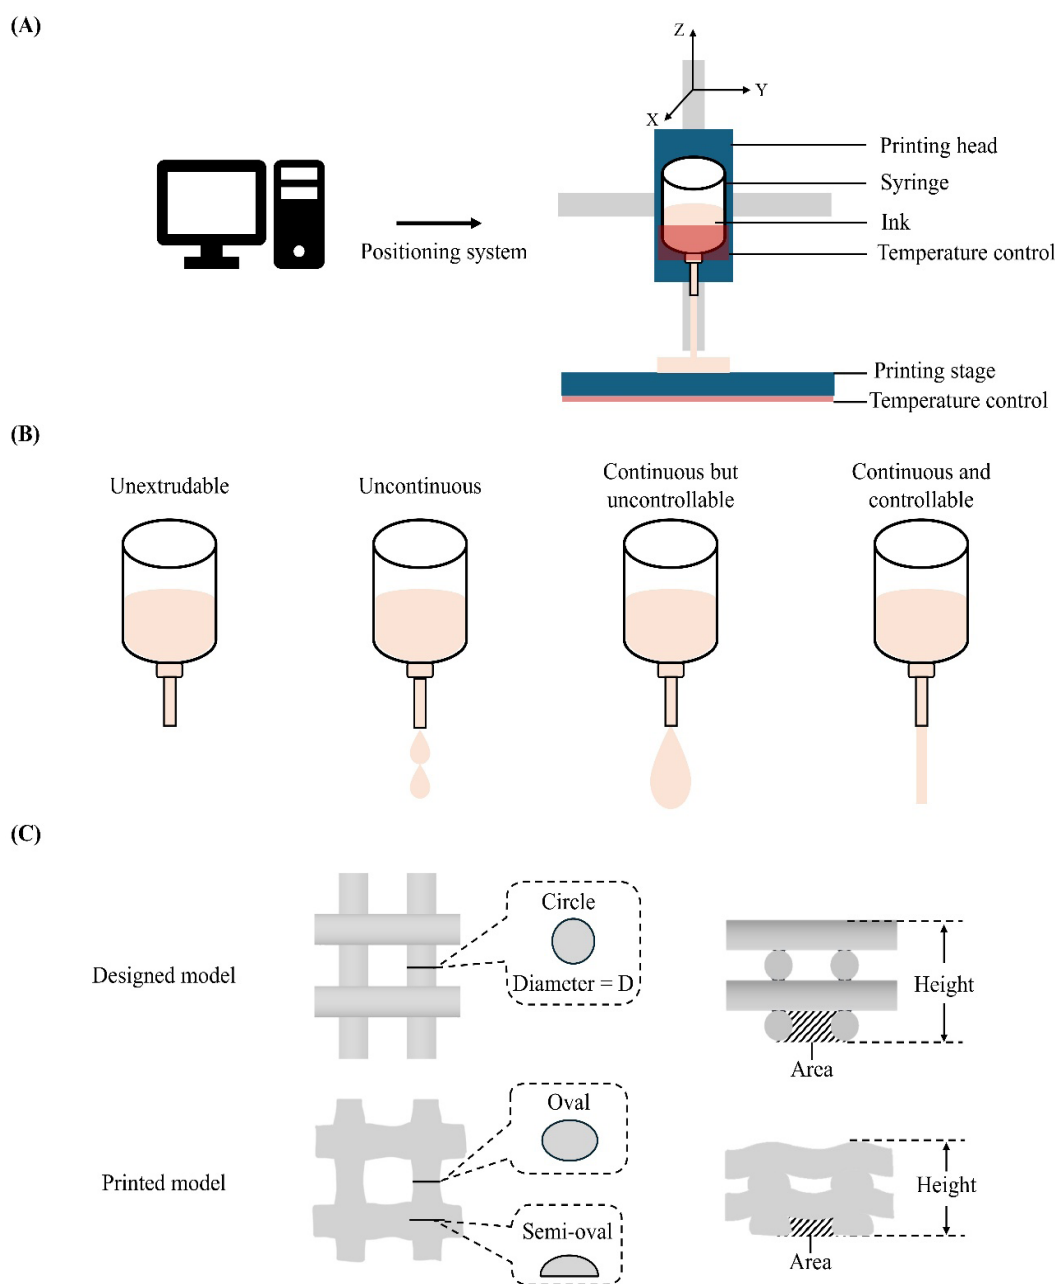 (A)
Z
Y
X
Printing head
Syringe
Ink
Temperature control
Positioning system
Printing stage
Temperature control
(B)
Unextrudable
Uncontinuous
Continuous but
uncontrollable
Continuous and
controllable
(C)
Designed model
Circle
Diameter = D
Height
Area
Printed model
Oval
Semi-oval
Height
Area